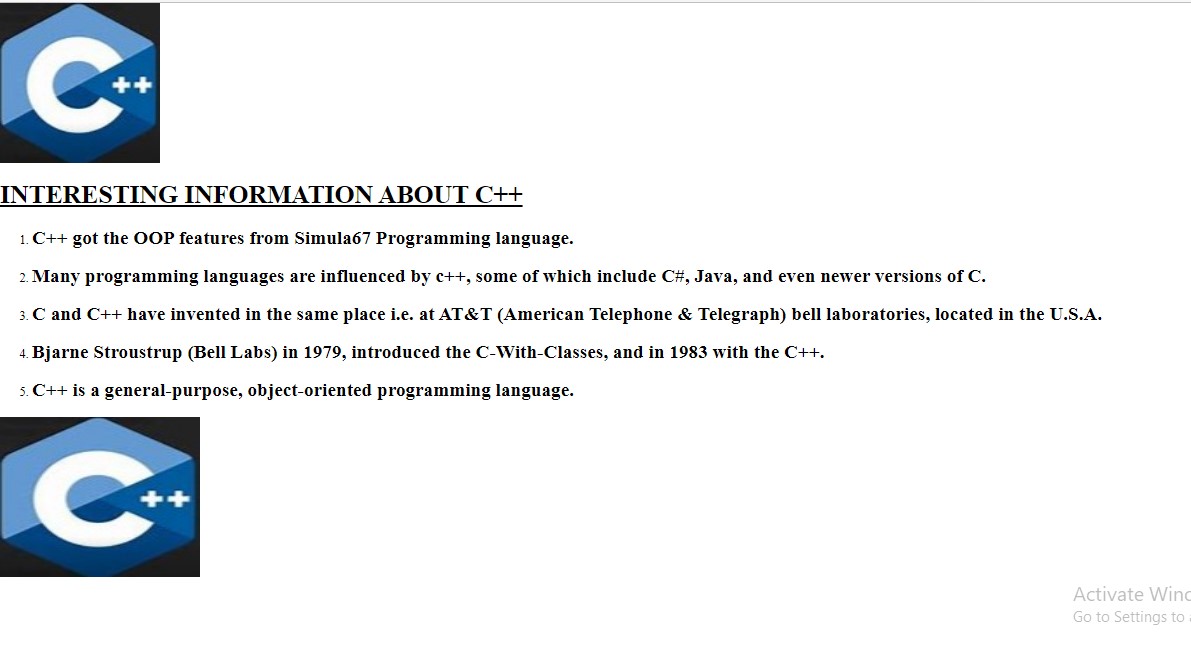 C++
INTERESTING INFORMATION ABOUT C++
1. C++ got the OOP features from Simula67 Programming language.
2. Many programming languages are influenced by c++, some of which include C#, Java, and even newer versions of C.
3. C and C++ have invented in the same place i.e. at AT&T (American Telephone & Telegraph) bell laboratories, located in the U.S.A.
4. Bjarne Stroustrup (Bell Labs) in 1979, introduced the C-With-Classes, and in 1983 with the C++.
5. C++ is a general-purpose, object-oriented programming language.
C++
Activate Wind
Go to Settings to